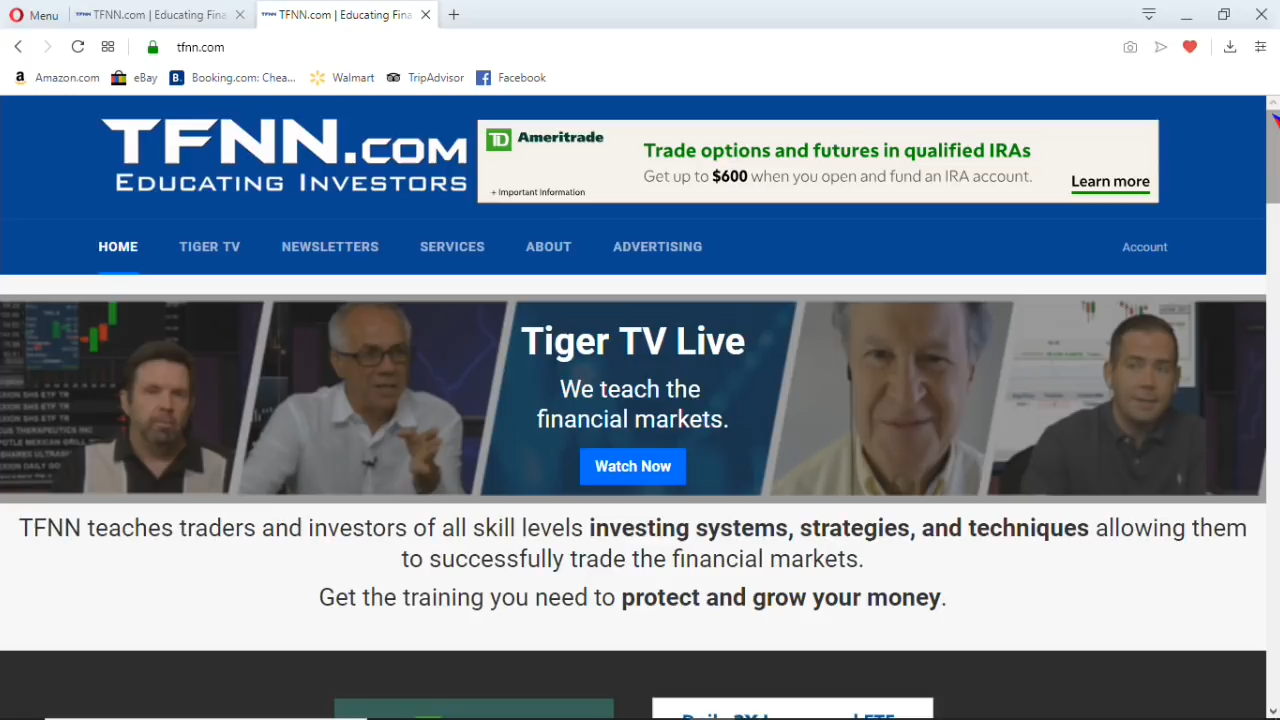 Menu
TFNN.com | Educating Fina
TFNN.com | Educating Fina
tfnn.com
Amazon.com
eBay
Booking.com: Chea...
Walmart
TripAdvisor
Facebook
TFNN.COM
EDUCATING INVESTORS
TD Ameritrade
Trade options and futures in qualified IRAs
Get up to $600 when you open and fund an IRA account.
+ Important Information
Learn more
HOME
TIGER TV
NEWSLETTERS
SERVICES
ABOUT
ADVERTISING
Account
Tiger TV Live
We teach the
financial markets.
Watch Now
TFNN teaches traders and investors of all skill levels investing systems, strategies, and techniques allowing them
to successfully trade the financial markets.
Get the training you need to protect and grow your money.